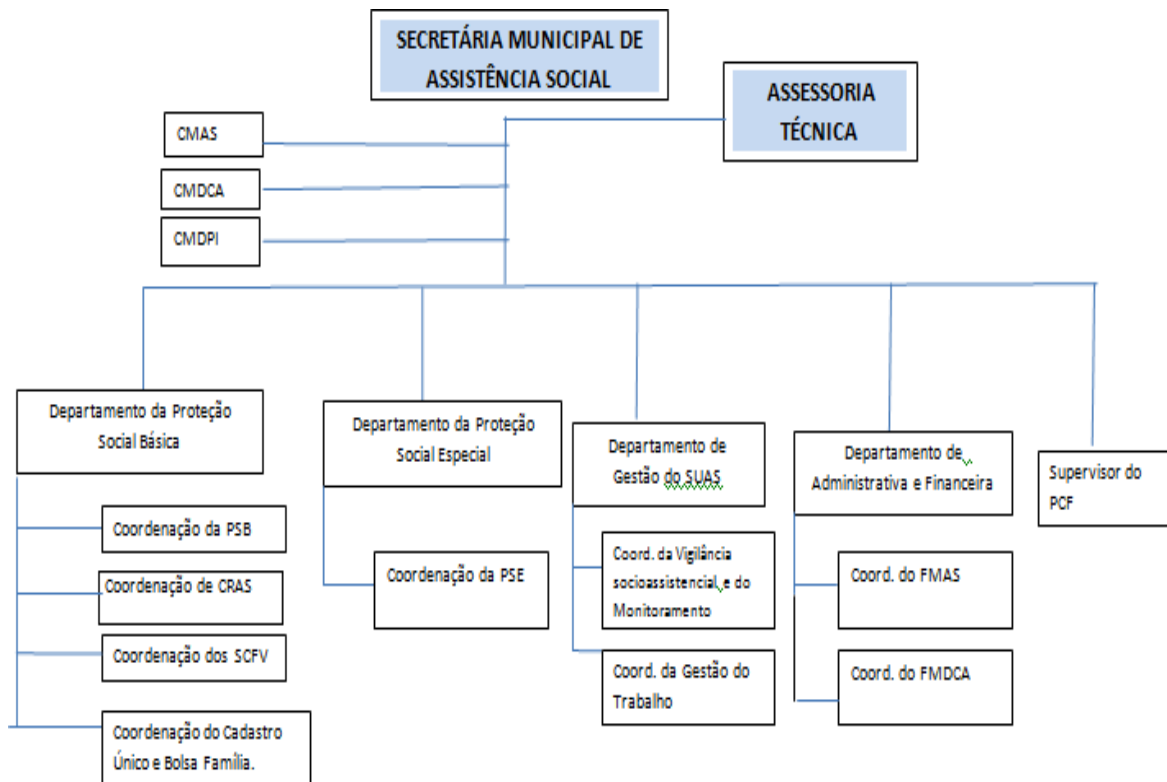 SECRETÁRIA MUNICIPAL DE
ASSISTÊNCIA SOCIAL
ASSESSORIA
TÉCNICA
CMAS
CMDCA
CMDPI
Departamento da Proteção
Social Básica
Coordenação da PSB
Coordenação de CRAS
Coordenação dos SCFV
Coordenação do Cadastro
Único e Bolsa Família.
Departamento da Proteção
Social Especial
Coordenação da PSE
Departamento de
Gestão do SUAS
Coord. da Vigilância
socioassistencial, e do
Monitoramento
Coord. da Gestão do
Trabalho
Departamento de
Administrativa e Financeira
Coord. do FMAS
Coord. do FMDCA
Supervisor do
PCF